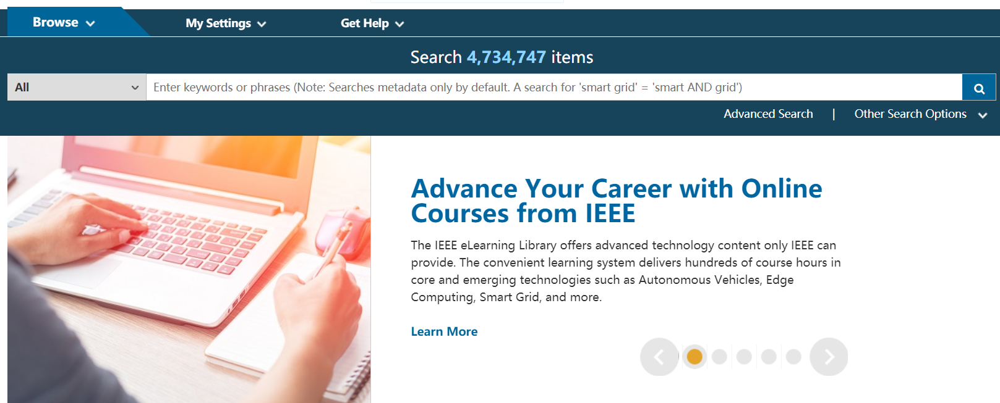 Browse
My Settings
Get Help
Search 4,734,747 items
All
Enter keywords or phrases (Note: Searches metadata only by default. A search for 'smart grid' = 'smart AND grid')
Advanced Search | Other Search Options
Advance Your Career with Online
Courses from IEEE
The IEEE eLearning Library offers advanced technology content only IEEE can
provide. The convenient learning system delivers hundreds of course hours in
core and emerging technologies such as Autonomous Vehicles, Edge
Computing, Smart Grid, and more.
Learn More